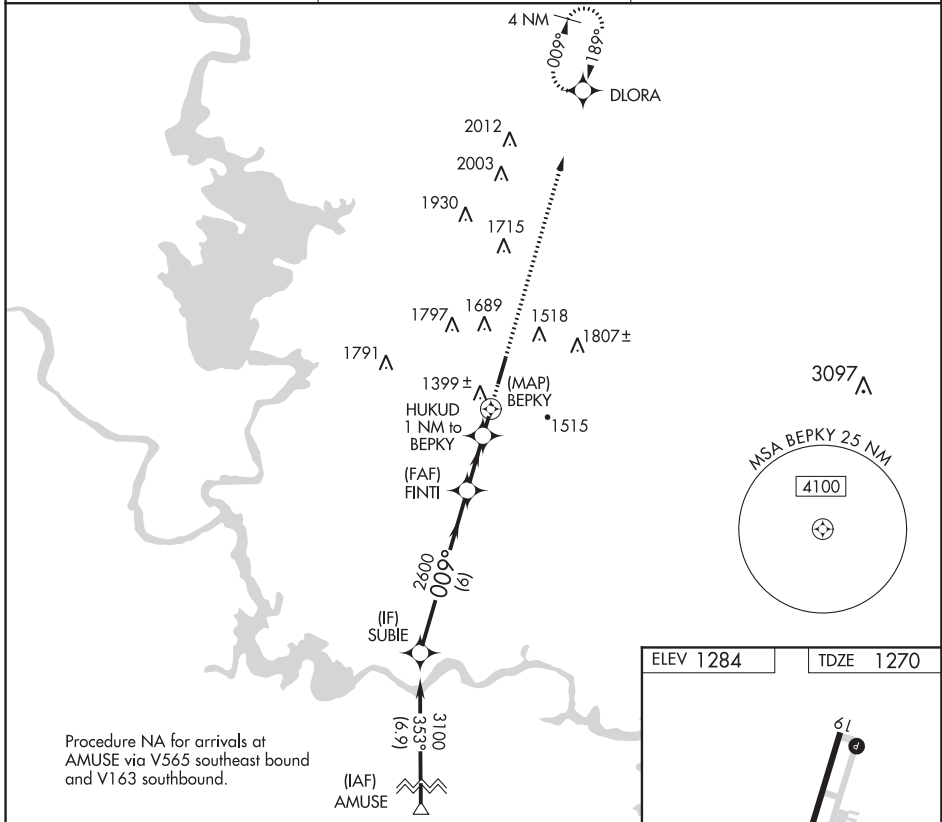 4 NM
009°
189°
DLORA
2012
2003
1930
1715
1797
1689
1518
1807±
1791
1399±
(MAP)
BEPKY
HUKUD
1 NM to
BEPKY
1515
3097
MSA BEPKY 25 NM
4100
(FAF)
FINTI
2600
009°
(6)
(IF)
SUBIE
3100
353°
(6.9)
(IAF)
AMUSE
Procedure NA for arrivals at
AMUSE via V565 southeast bound
and V163 southbound.
ELEV 1284
TDZE 1270
19
P